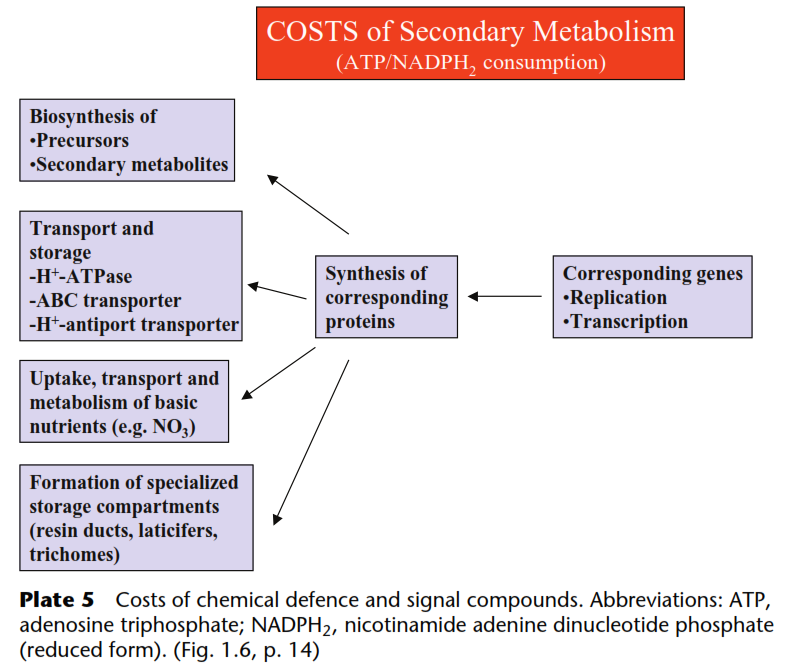 COSTS of Secondary Metabolism
(ATP/NADPH₂ consumption)
Biosynthesis of
•Precursors
•Secondary metabolites
Transport and
storage
-H⁺-ATPase
-ABC transporter
-H⁺-antiport transporter
Synthesis of
corresponding
proteins
Corresponding genes
•Replication
•Transcription
Uptake, transport and
metabolism of basic
nutrients (e.g. NO₃)
Formation of specialized
storage compartments
(resin ducts, laticifers,
trichomes)
Plate 5 Costs of chemical defence and signal compounds. Abbreviations: ATP,
adenosine triphosphate; NADPH₂, nicotinamide adenine dinucleotide phosphate
(reduced form). (Fig. 1.6, p. 14)